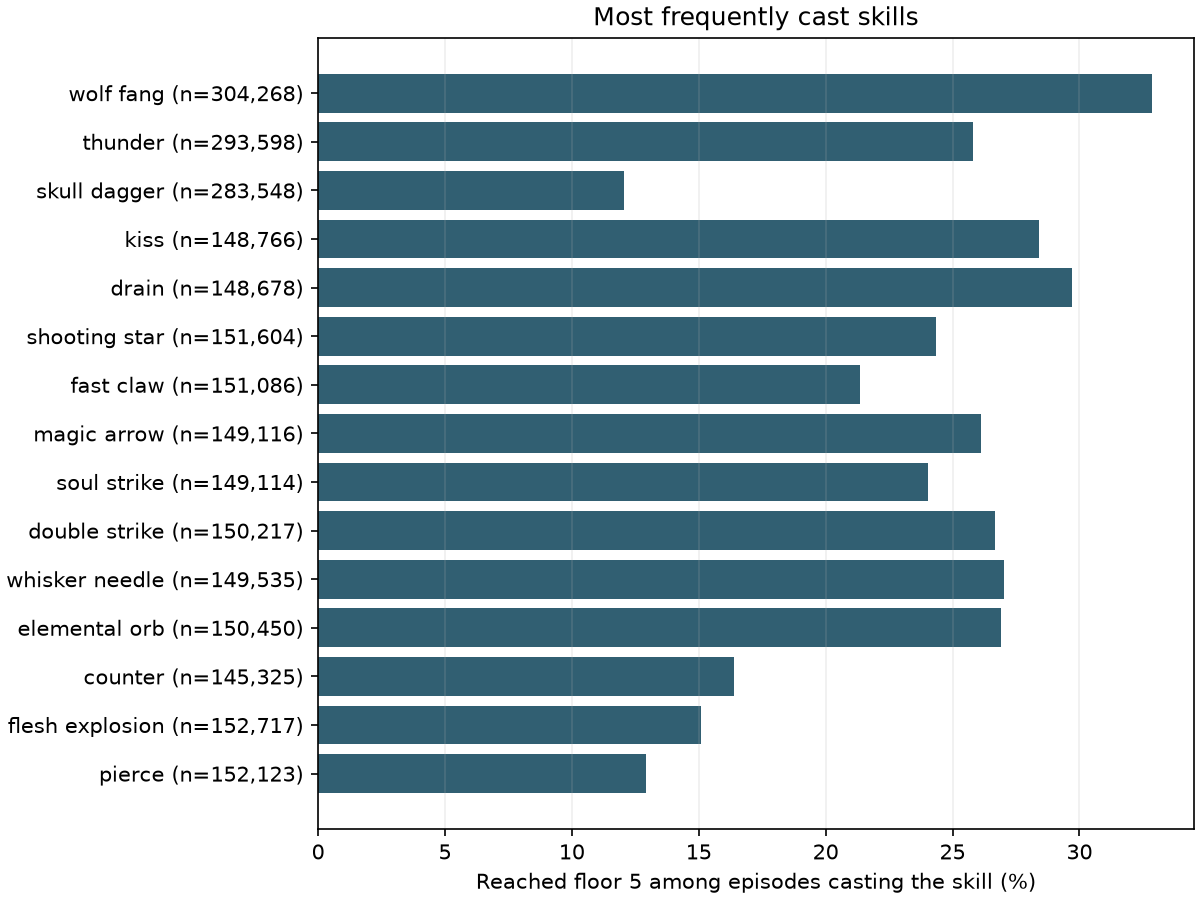 Most frequently cast skills
wolf fang (n=304,268)
thunder (n=293,598)
skull dagger (n=283,548)
kiss (n=148,766)
drain (n=148,678)
shooting star (n=151,604)
fast claw (n=151,086)
magic arrow (n=149,116)
soul strike (n=149,114)
double strike (n=150,217)
whisker needle (n=149,535)
elemental orb (n=150,450)
counter (n=145,325)
flesh explosion (n=152,717)
pierce (n=152,123)
0 5 10 15 20 25 30
Reached floor 5 among episodes casting the skill (%)